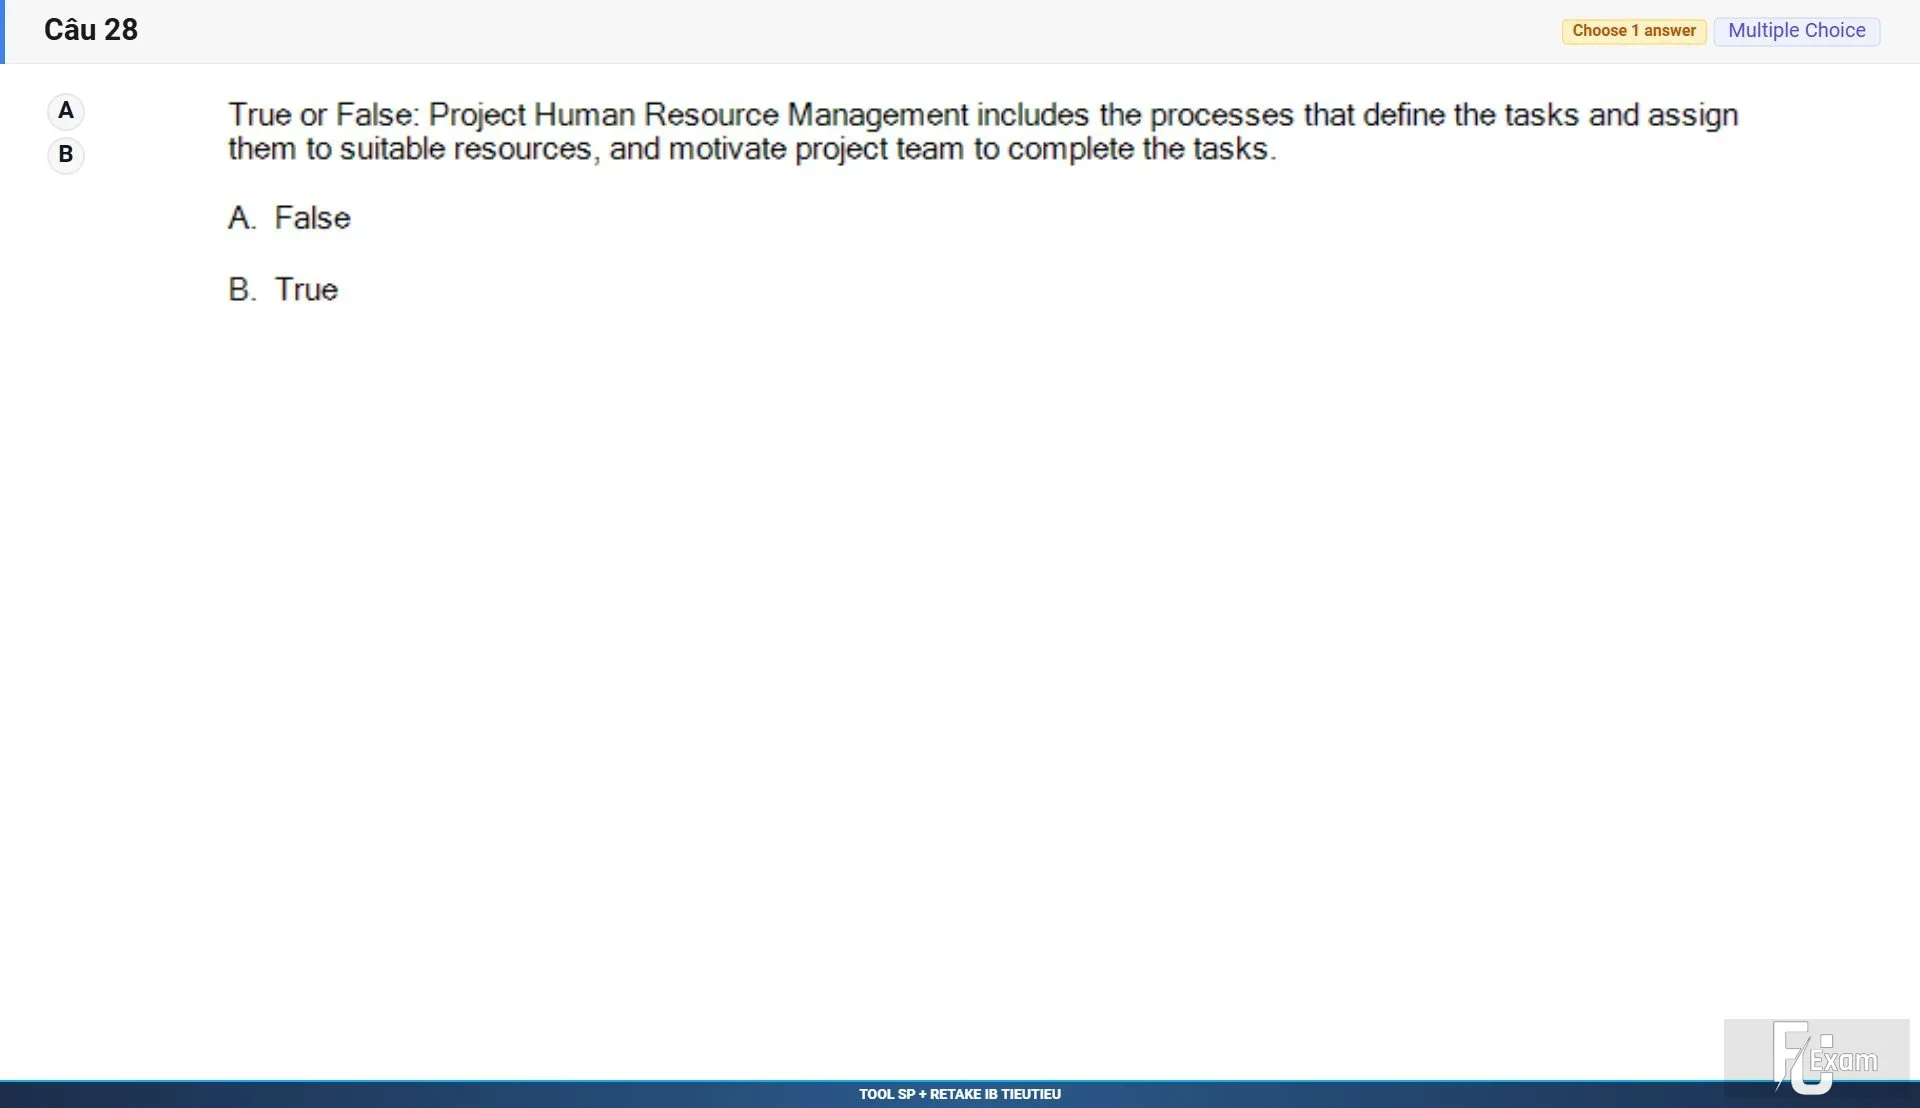 Câu 28
Choose 1 answer
Multiple Choice
A
B
True or False: Project Human Resource Management includes the processes that define the tasks and assign
them to suitable resources, and motivate project team to complete the tasks.
A. False
B. True
FU Exam
TOOL SP + RETAKE IB TIEUTIEU